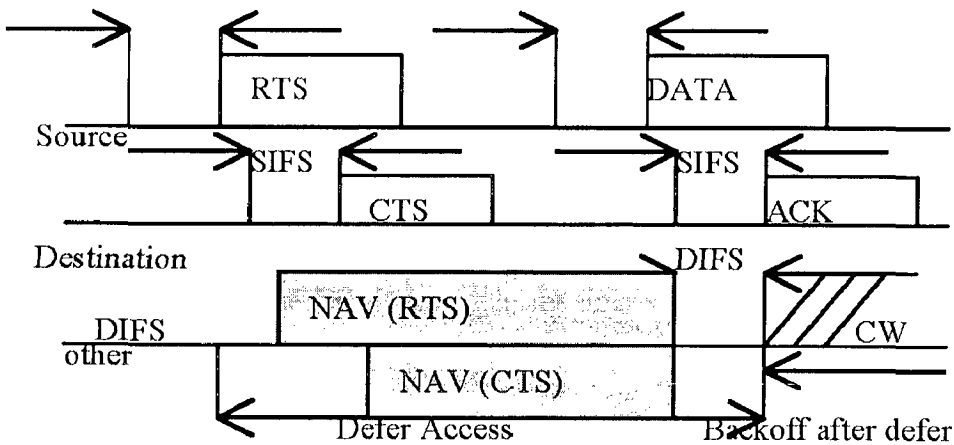 RTS DATA
Source
SIFS SIFS
CTS ACK
Destination DIFS
NAV (RTS)
DIFS CW
other
NAV (CTS)
Defer Access Backoff after defer